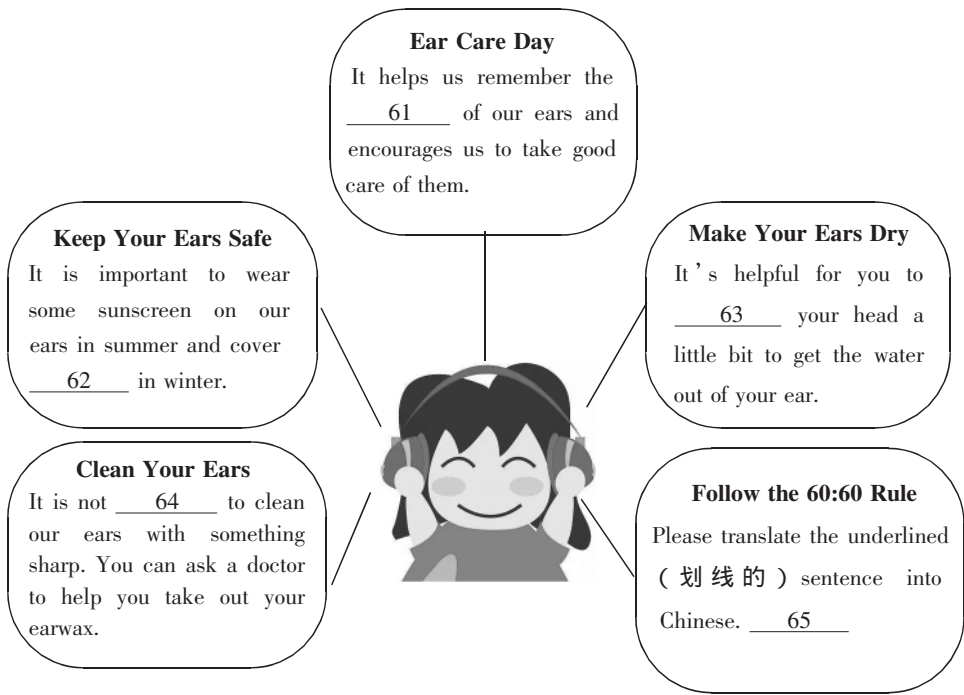 Ear Care Day
It helps us remember the
61 of our ears and
encourages us to take good
care of them.
Keep Your Ears Safe
It is important to wear
some sunscreen on our
ears in summer and cover
62 in winter.
Make Your Ears Dry
It's helpful for you to
63 your head a
little bit to get the water
out of your ear.
Clean Your Ears
It is not 64 to clean
our ears with something
sharp. You can ask a doctor
to help you take out your
earwax.
Follow the 60:60 Rule
Please translate the underlined
(划线的) sentence into
Chinese. 65